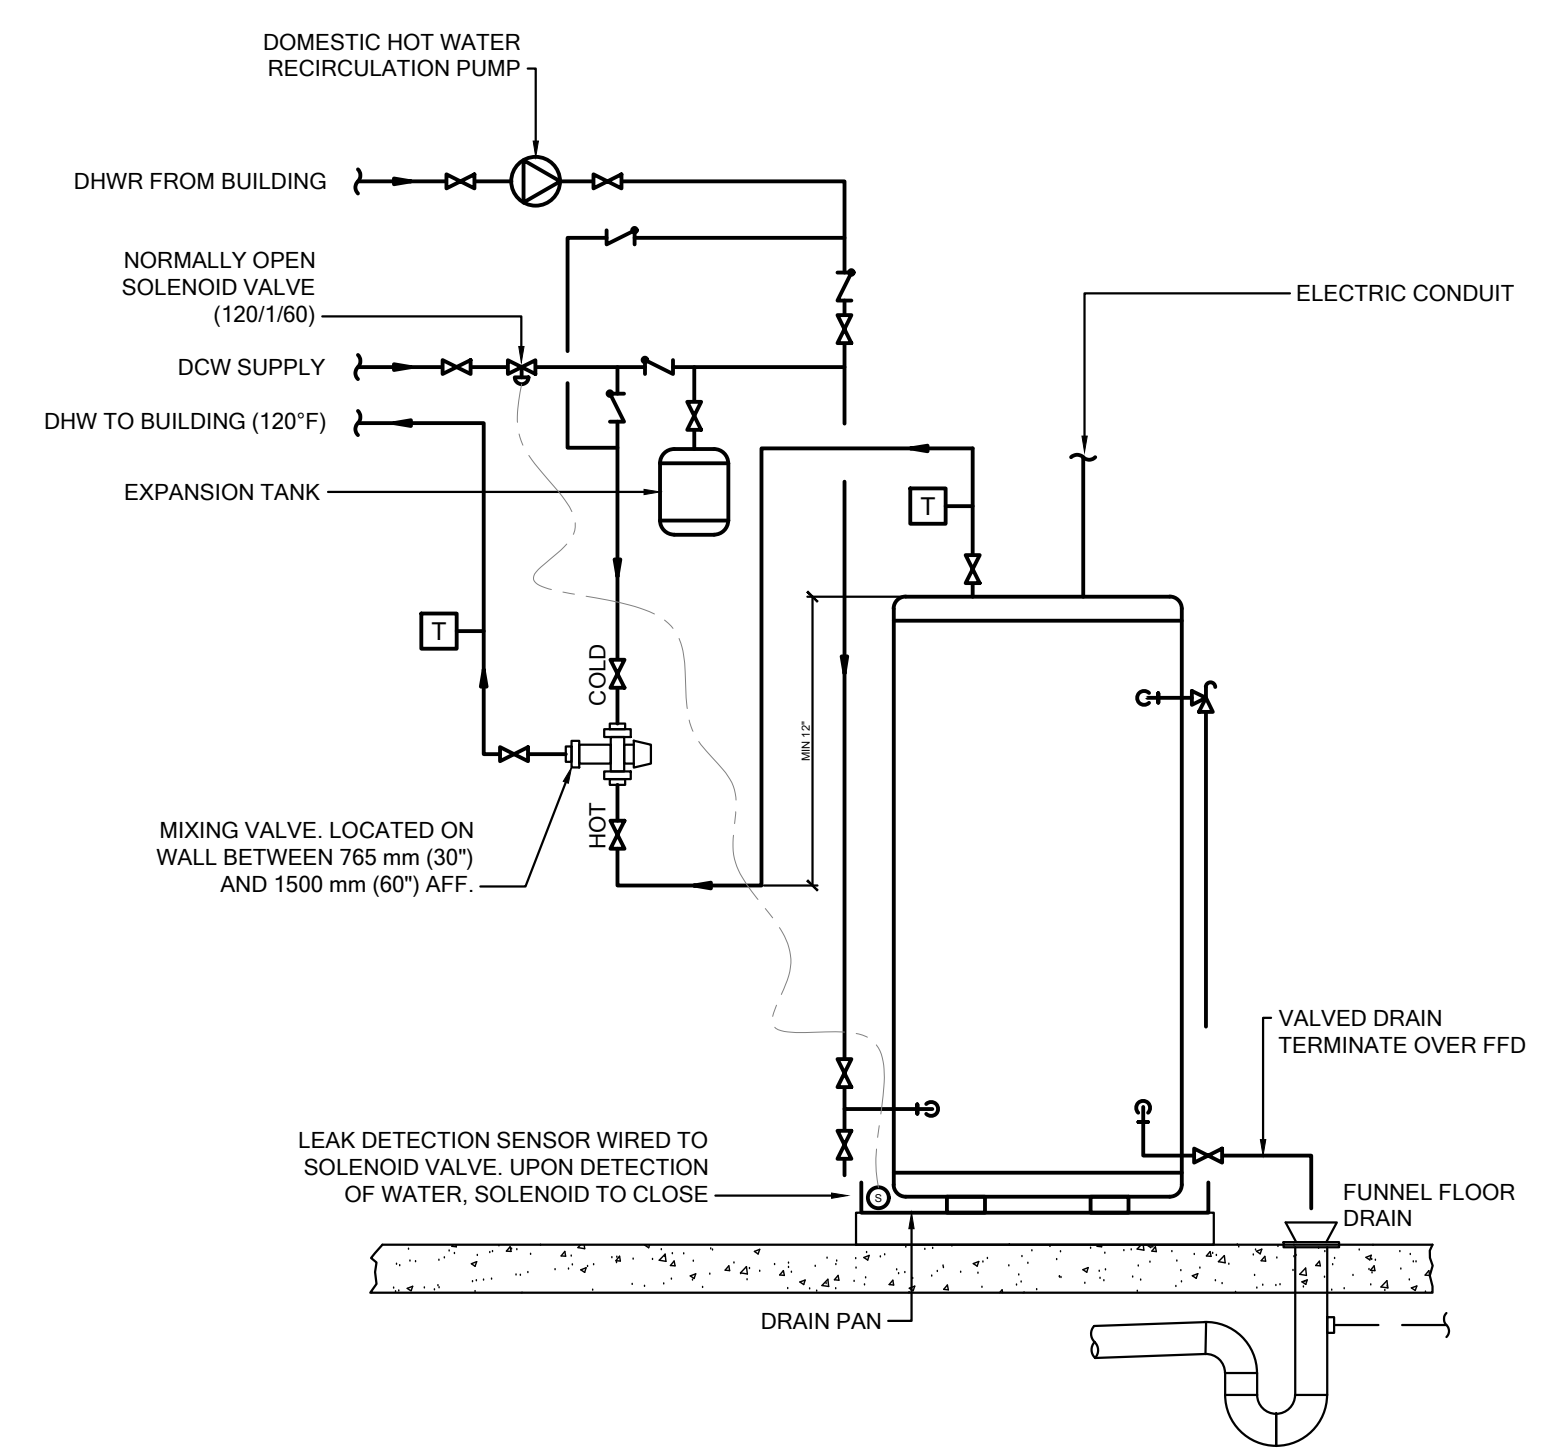 DOMESTIC HOT WATER
RECIRCULATION PUMP
DHWR FROM BUILDING
NORMALLY OPEN
SOLENOID VALVE
(120/1/60)
ELECTRIC CONDUIT
DCW SUPPLY
DHW TO BUILDING (120°F)
EXPANSION TANK
T
T
COLD
MIN 12"
HOT
MIXING VALVE. LOCATED ON
WALL BETWEEN 765 mm (30")
AND 1500 mm (60") AFF.
VALVED DRAIN
TERMINATE OVER FFD
LEAK DETECTION SENSOR WIRED TO
SOLENOID VALVE. UPON DETECTION
OF WATER, SOLENOID TO CLOSE
S
FUNNEL FLOOR
DRAIN
DRAIN PAN